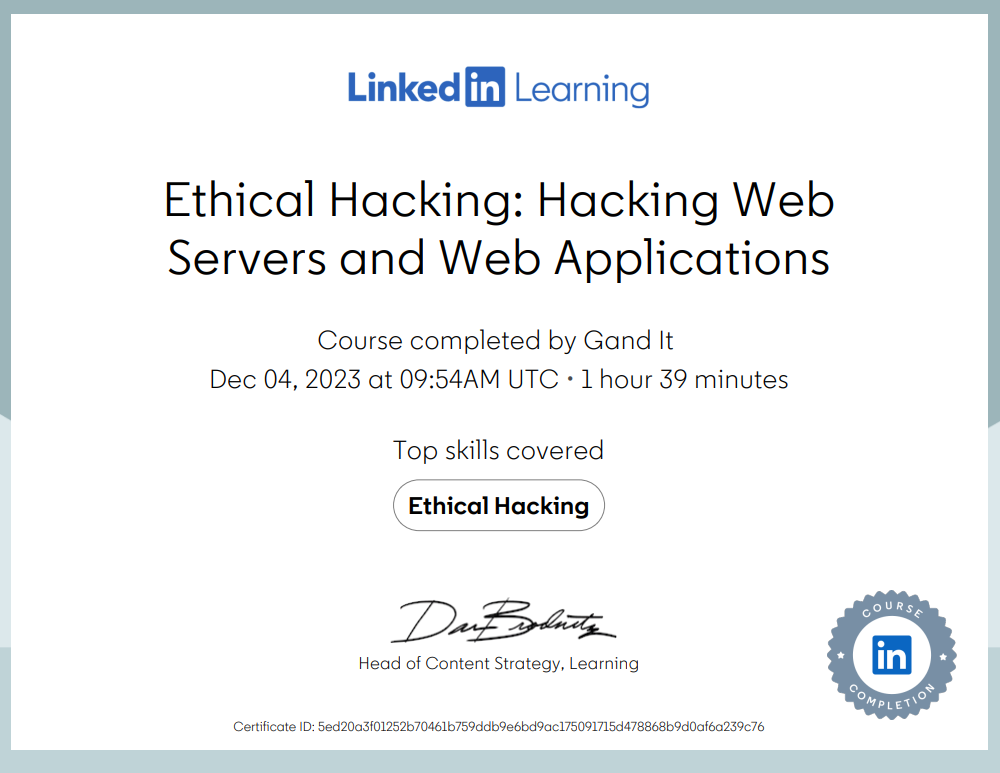 Linkedin Learning
Ethical Hacking: Hacking Web
Servers and Web Applications
Course completed by Gand It
Dec 04, 2023 at 09:54AM UTC • 1 hour 39 minutes
Top skills covered
Ethical Hacking
Dan Brodnitz
Head of Content Strategy, Learning
COURSE
in
COMPLETION
Certificate ID: 5ed20a3f01252b70461b759ddb9e6bd9ac175091715d478868b9d0af6a239c76